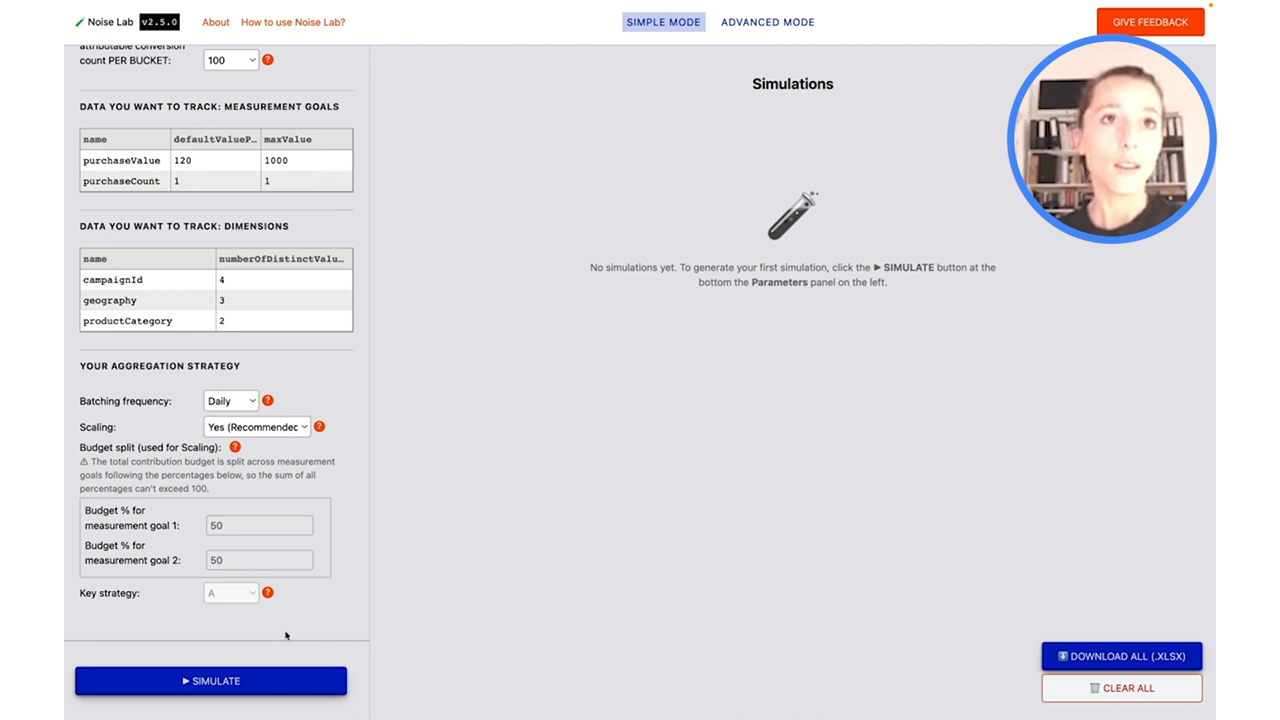 Noise Lab v2.5.0 About How to use Noise Lab? SIMPLE MODE ADVANCED MODE GIVE FEEDBACK
attributable conversion
count PER BUCKET: 100 ?
DATA YOU WANT TO TRACK: MEASUREMENT GOALS
name defaultValueP… maxValue
purchaseValue 120 1000
purchaseCount 1 1
DATA YOU WANT TO TRACK: DIMENSIONS
name numberOfDistinctValu…
campaignId 4
geography 3
productCategory 2
YOUR AGGREGATION STRATEGY
Batching frequency: Daily ?
Scaling: Yes (Recommended ?
Budget split (used for Scaling): ?
⚠ The total contribution budget is split across measurement
goals following the percentages below, so the sum of all
percentages can't exceed 100.
Budget % for
measurement goal 1: 50
Budget % for
measurement goal 2: 50
Key strategy: A ?
▶ SIMULATE
Simulations
No simulations yet. To generate your first simulation, click the ▶ SIMULATE button at the
bottom the Parameters panel on the left.
DOWNLOAD ALL (.XLSX)
CLEAR ALL